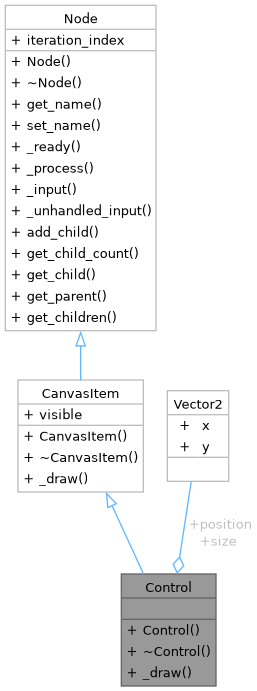 Node
+ iteration_index
+ Node()
+ ~Node()
+ get_name()
+ set_name()
+ _ready()
+ _process()
+ _input()
+ _unhandled_input()
+ add_child()
+ get_child_count()
+ get_child()
+ get_parent()
+ get_children()
CanvasItem
+ visible
+ CanvasItem()
+ ~CanvasItem()
+ _draw()
Vector2
+ x
+ y
+position
+size
Control
+ Control()
+ ~Control()
+ _draw()